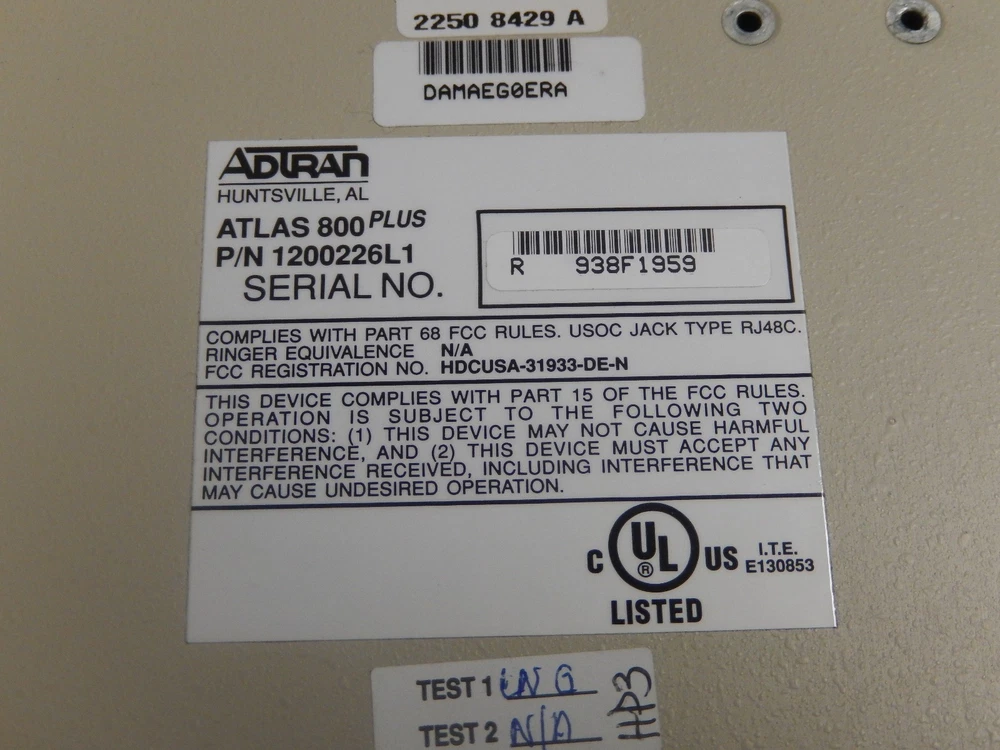 2250 8429 A
DAMAEG0ERA
ADTRAN
HUNTSVILLE, AL
ATLAS 800 PLUS
P/N 1200226L1
SERIAL NO.
R 938F1959
COMPLIES WITH PART 68 FCC RULES. USOC JACK TYPE RJ48C.
RINGER EQUIVALENCE N/A
FCC REGISTRATION NO. HDCUSA-31933-DE-N
THIS DEVICE COMPLIES WITH PART 15 OF THE FCC RULES.
OPERATION IS SUBJECT TO THE FOLLOWING TWO
CONDITIONS: (1) THIS DEVICE MAY NOT CAUSE HARMFUL
INTERFERENCE, AND (2) THIS DEVICE MUST ACCEPT ANY
INTERFERENCE RECEIVED, INCLUDING INTERFERENCE THAT
MAY CAUSE UNDESIRED OPERATION.
C UL ® US
I.T.E.
E130853
LISTED
TEST 1
TEST 2 N/A
HP3